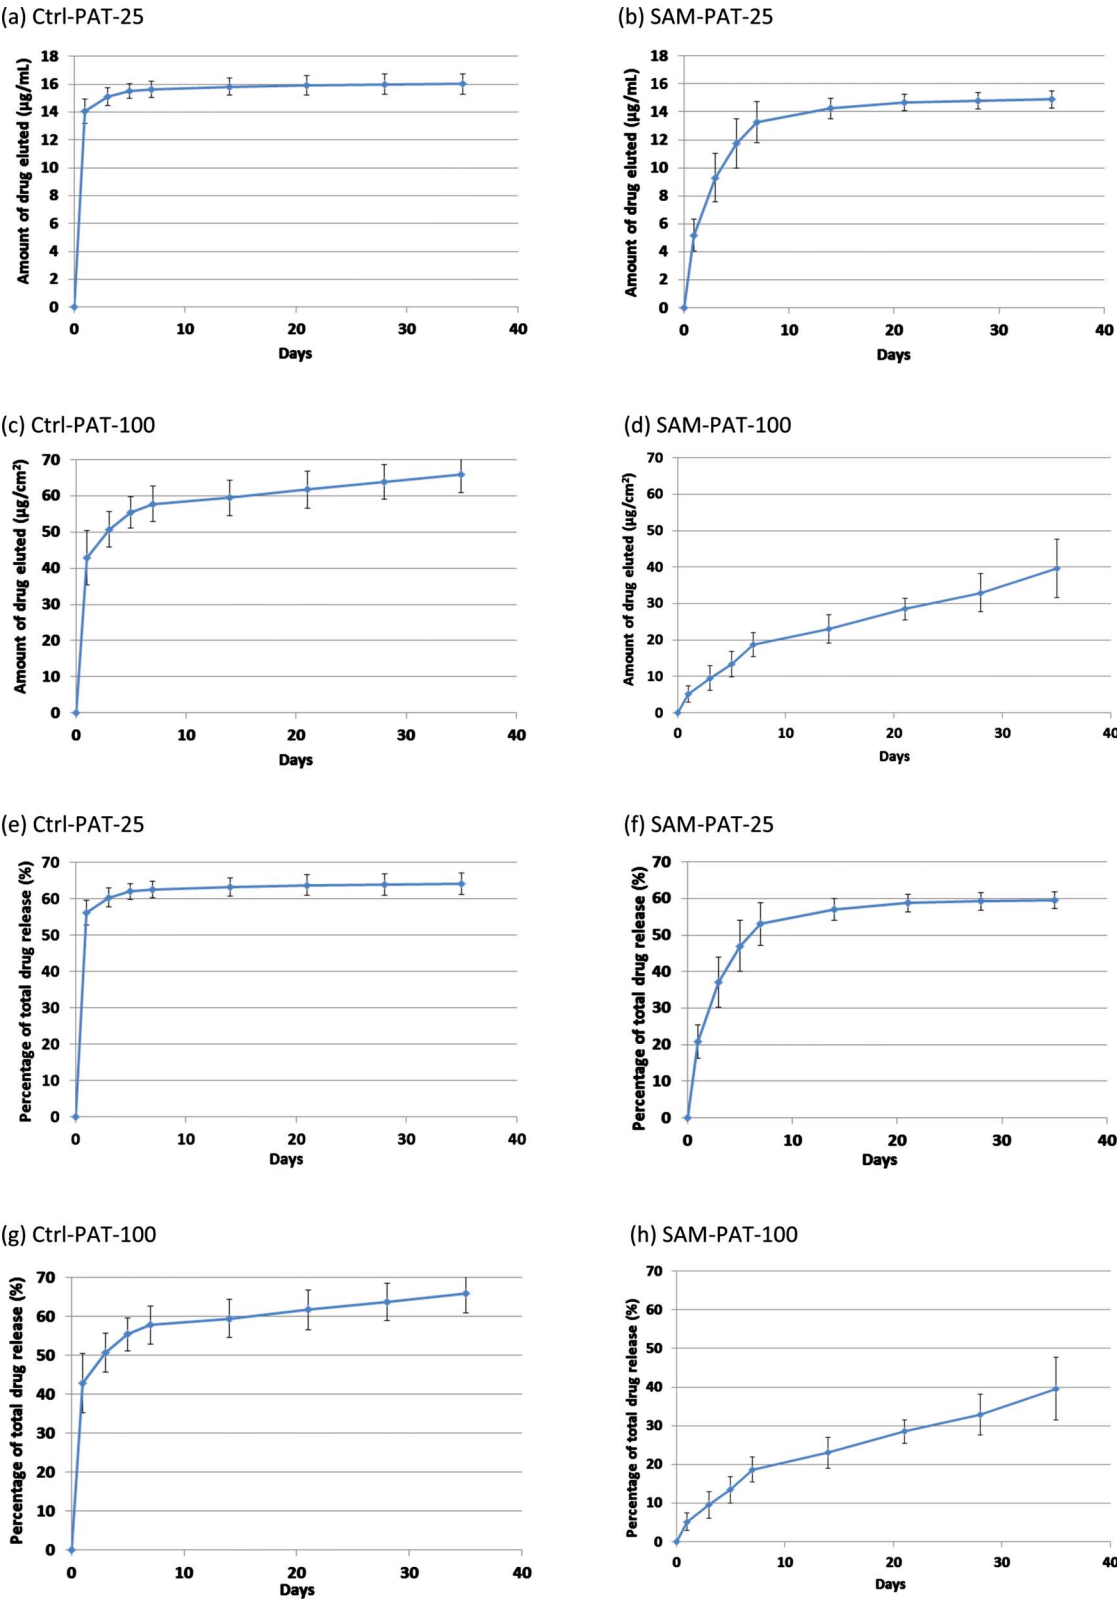 (a) Ctrl-PAT-25
Amount of drug eluted (µg/mL)
18
16
14
12
10
8
6
4
2
0
0 10 20 30 40
Days
(b) SAM-PAT-25
Amount of drug eluted (µg/mL)
18
16
14
12
10
8
6
4
2
0
0 10 20 30 40
Days
(c) Ctrl-PAT-100
Amount of drug eluted (µg/cm²)
70
60
50
40
30
20
10
0
0 10 20 30 40
Days
(d) SAM-PAT-100
Amount of drug eluted (µg/cm²)
70
60
50
40
30
20
10
0
0 10 20 30 40
Days
(e) Ctrl-PAT-25
Percentage of total drug release (%)
70
60
50
40
30
20
10
0
0 10 20 30 40
Days
(f) SAM-PAT-25
Percentage of total drug release (%)
70
60
50
40
30
20
10
0
0 10 20 30 40
Days
(g) Ctrl-PAT-100
Percentage of total drug release (%)
70
60
50
40
30
20
10
0
0 10 20 30 40
Days
(h) SAM-PAT-100
Percentage of total drug release (%)
70
60
50
40
30
20
10
0
0 10 20 30 40
Days